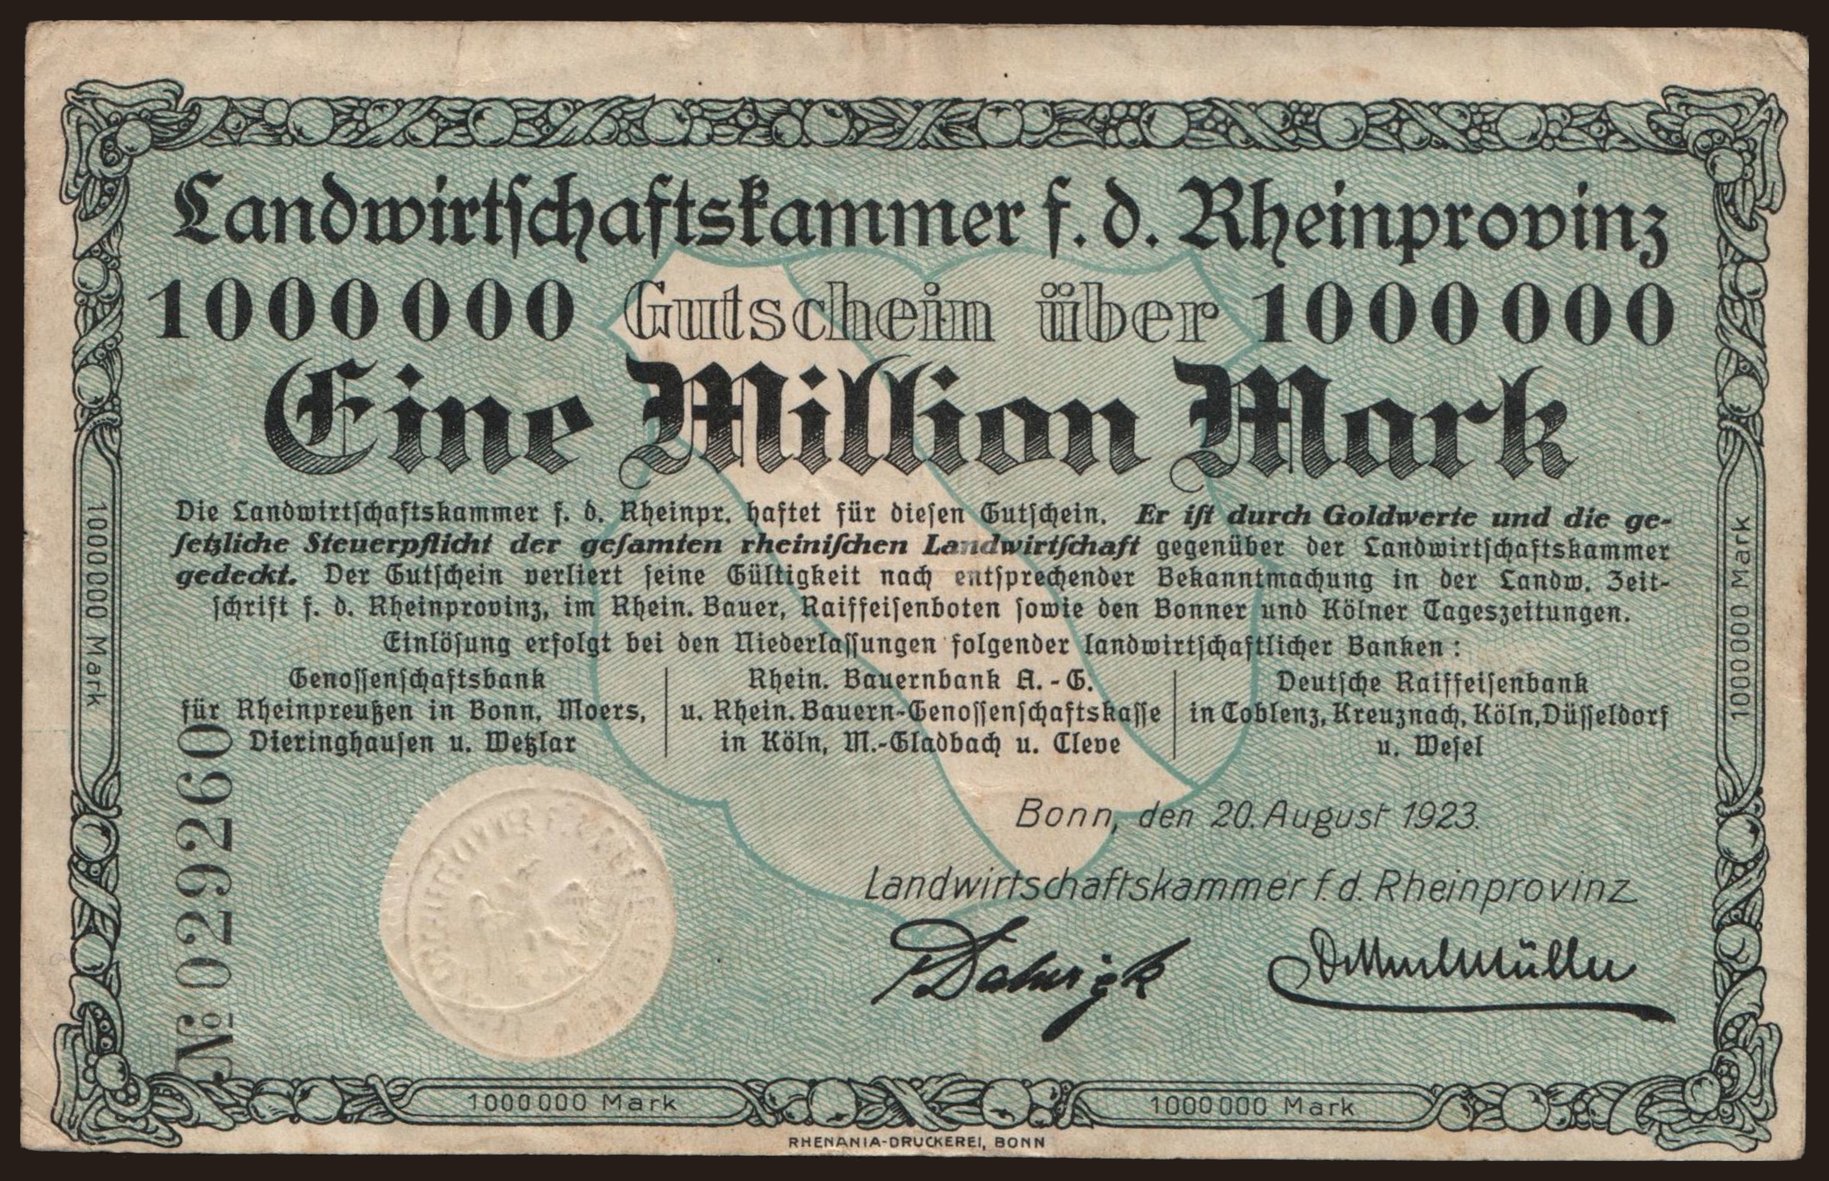 Landwirtschaftskammer f. d. Rheinprovinz
1000000 Gutschein über 1000000
Eine Million Mark
Die Landwirtschaftskammer f. d. Rheinpr. haftet für diesen Gutschein. Er ist durch Goldwerte und die ge-
setzliche Steuerpflicht der gesamten rheinischen Landwirtschaft gegenüber der Landwirtschaftskammer
gedeckt. Der Gutschein verliert seine Gültigkeit nach entsprechender Bekanntmachung in der Landw. Zeit-
schrift f. d. Rheinprovinz, im Rhein. Bauer, Raiffeisenboten sowie den Bonner und Kölner Tageszeitungen.
Einlösung erfolgt bei den Niederlassungen folgender landwirtschaftlicher Banken:
Genossenschaftsbank
für Rheinpreußen in Bonn, Moers,
Dieringhausen u. Wetzlar
Rhein. Bauernbank A.-G.
u. Rhein. Bauern-Genossenschaftskasse
in Köln, M.-Gladbach u. Cleve
Deutsche Raiffeisenbank
in Coblenz, Kreuznach, Köln, Düsseldorf
u. Wesel
Bonn, den 20. August 1923.
Landwirtschaftskammer f. d. Rheinprovinz
№ 029260
1000000 Mark
1000000 Mark
1000000 Mark
1000000 Mark
RHENANIA-DRUCKEREI, BONN